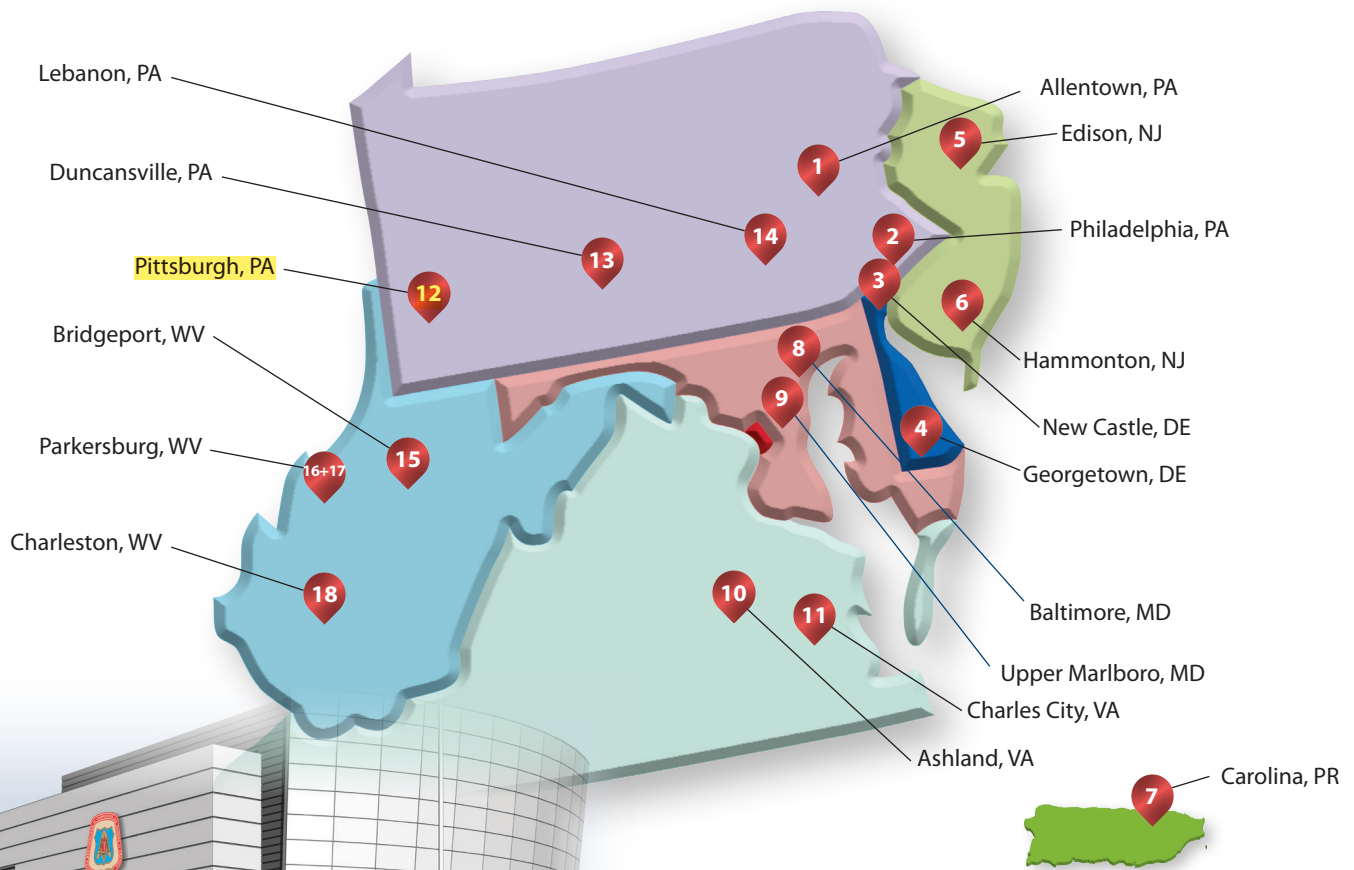 Lebanon, PA
Allentown, PA
Edison, NJ
5
1
Duncansville, PA
Philadelphia, PA
2
14
13
Pittsburgh, PA
12
3
6
Bridgeport, WV
8
Hammonton, NJ
9
New Castle, DE
4
Parkersburg, WV
16+17
15
Georgetown, DE
Charleston, WV
18
10
11
Baltimore, MD
Upper Marlboro, MD
Charles City, VA
Ashland, VA
Carolina, PR
7